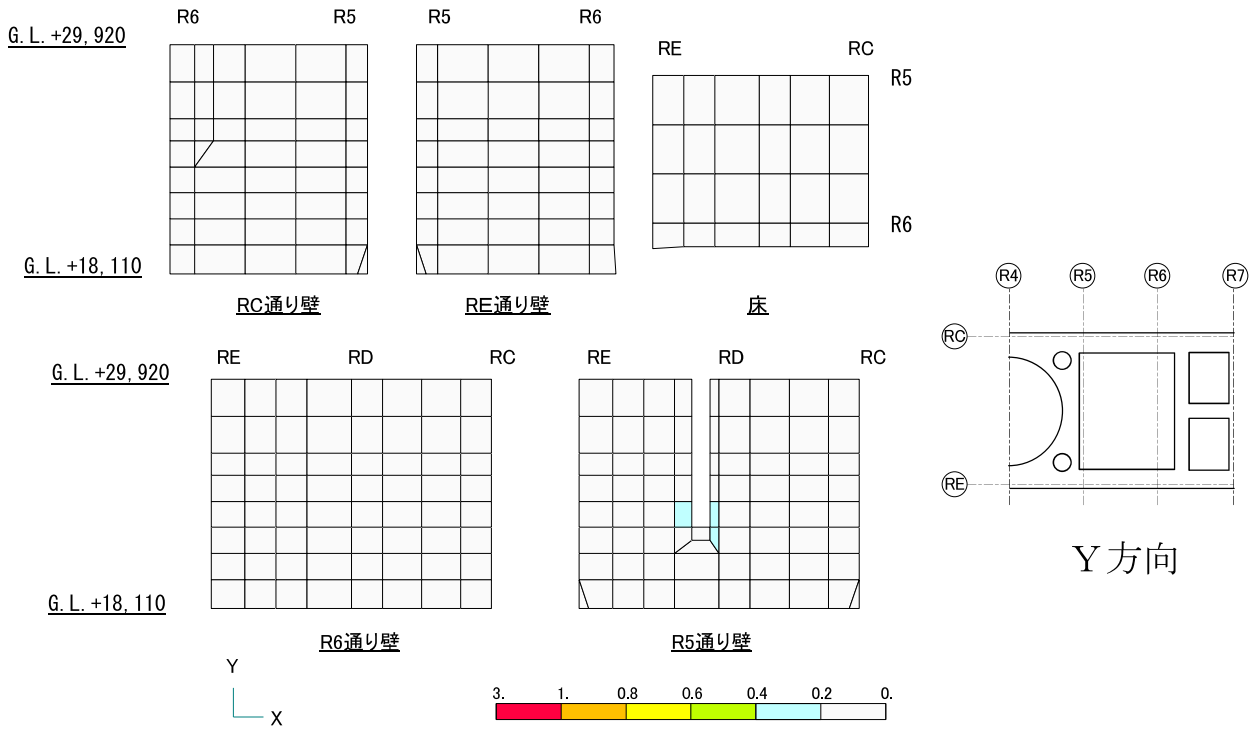 R6 R5 R5 R6
G.L.+29,920
RE RC
R5
R6
G.L.+18,110
RC通り壁 RE通り壁 床
R4 R5 R6 R7
RC
RE
Y方向
RE RD RC RE RD RC
G.L.+29,920
G.L.+18,110
R6通り壁 R5通り壁
Y
X
3. 1. 0.8 0.6 0.4 0.2 0.